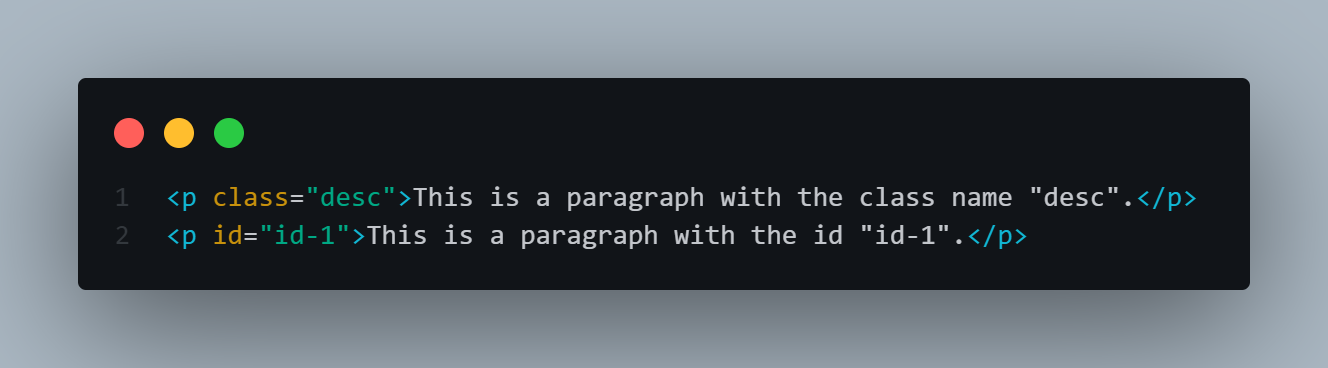 1 <p class="desc">This is a paragraph with the class name "desc".</p>
2 <p id="id-1">This is a paragraph with the id "id-1".</p>